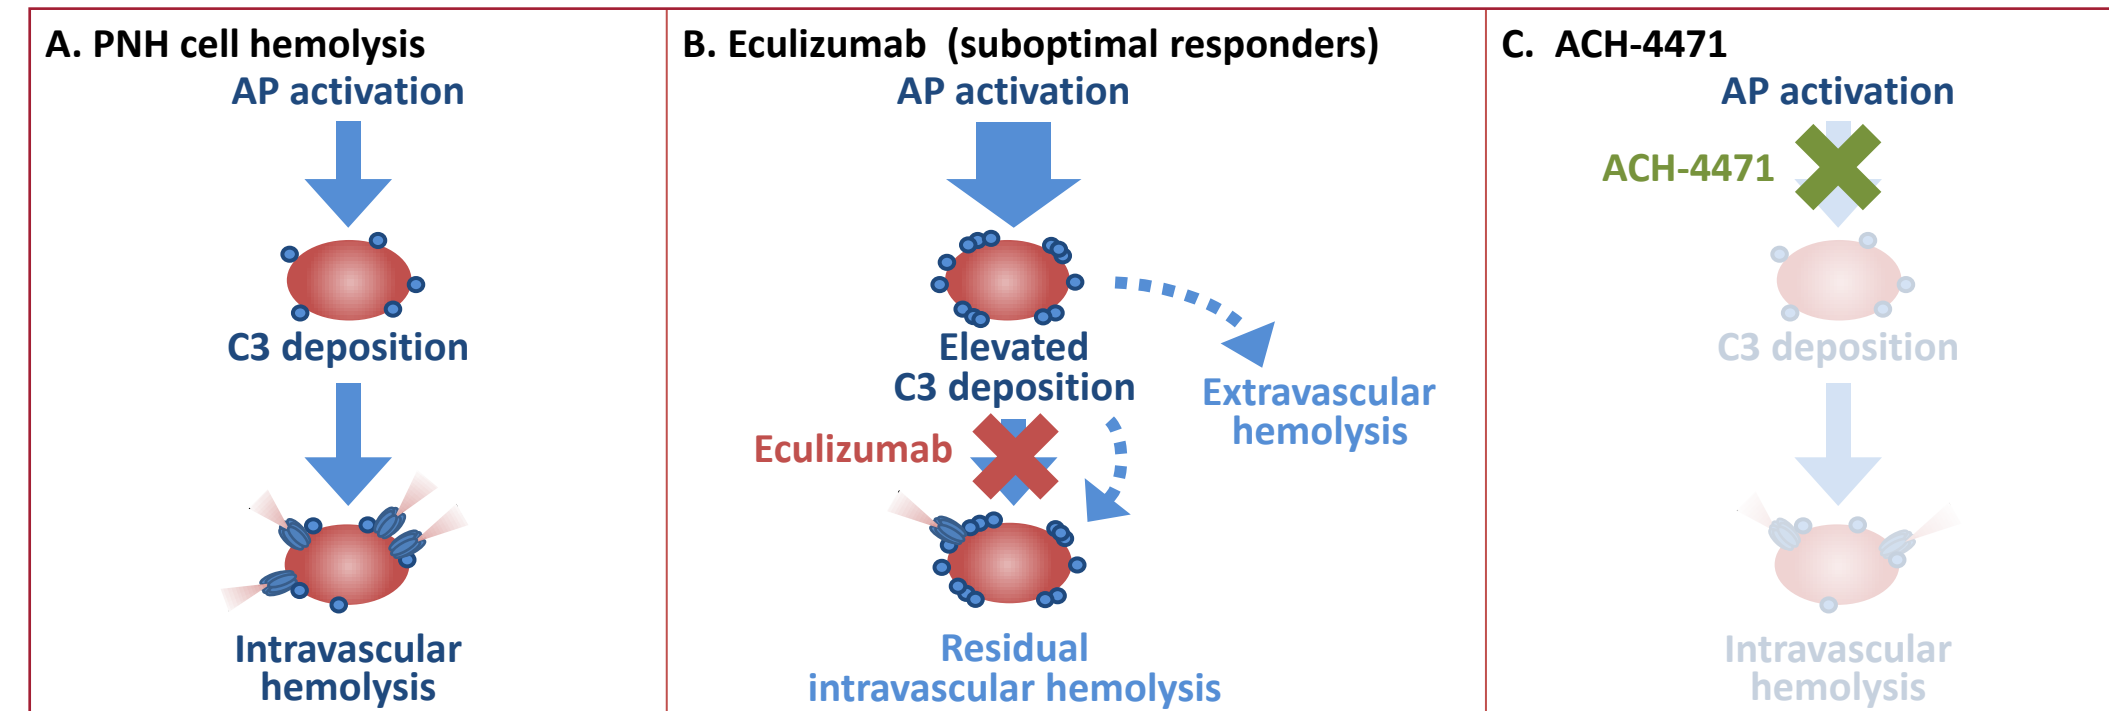 A. PNH cell hemolysis
AP activation
C3 deposition
Intravascular
hemolysis
B. Eculizumab (suboptimal responders)
AP activation
Elevated
C3 deposition
Extravascular
hemolysis
Eculizumab
Residual
intravascular hemolysis
C. ACH-4471
AP activation
ACH-4471
C3 deposition
Intravascular
hemolysis